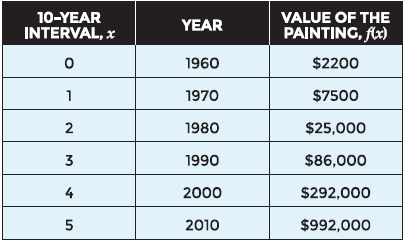 10-YEAR INTERVAL, x YEAR VALUE OF THE PAINTING, f(x)
0 1960 $2200
1 1970 $7500
2 1980 $25,000
3 1990 $86,000
4 2000 $292,000
5 2010 $992,000